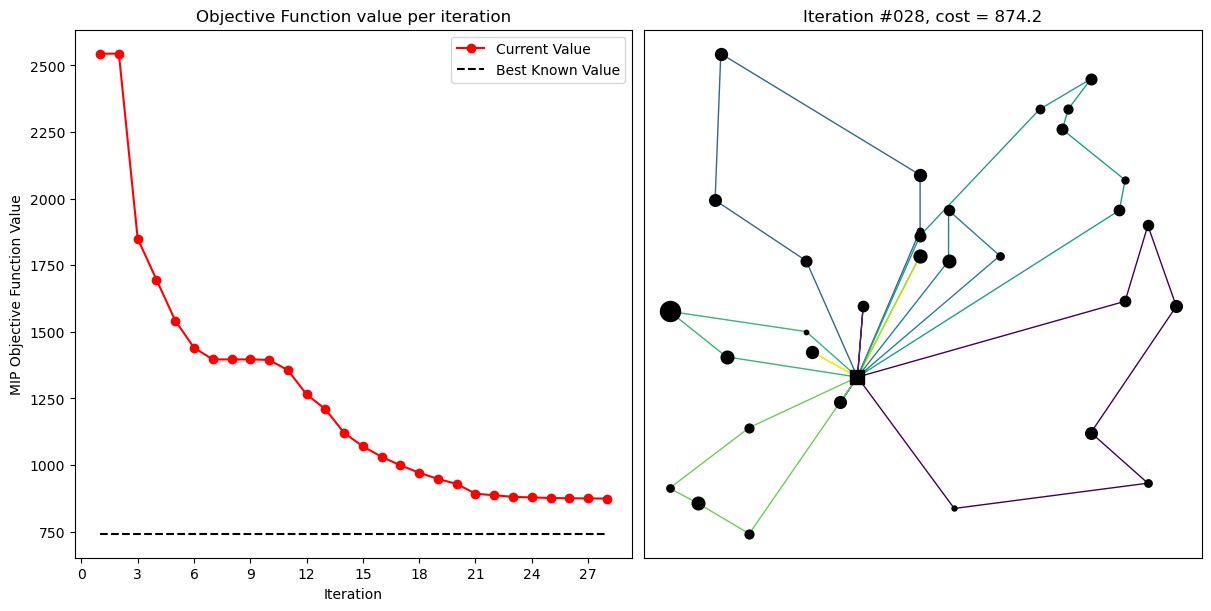 Objective Function value per iteration
Current Value
Best Known Value
MIP Objective Function Value
2500
2250
2000
1750
1500
1250
1000
750
0 3 6 9 12 15 18 21 24 27
Iteration
Iteration #028, cost = 874.2